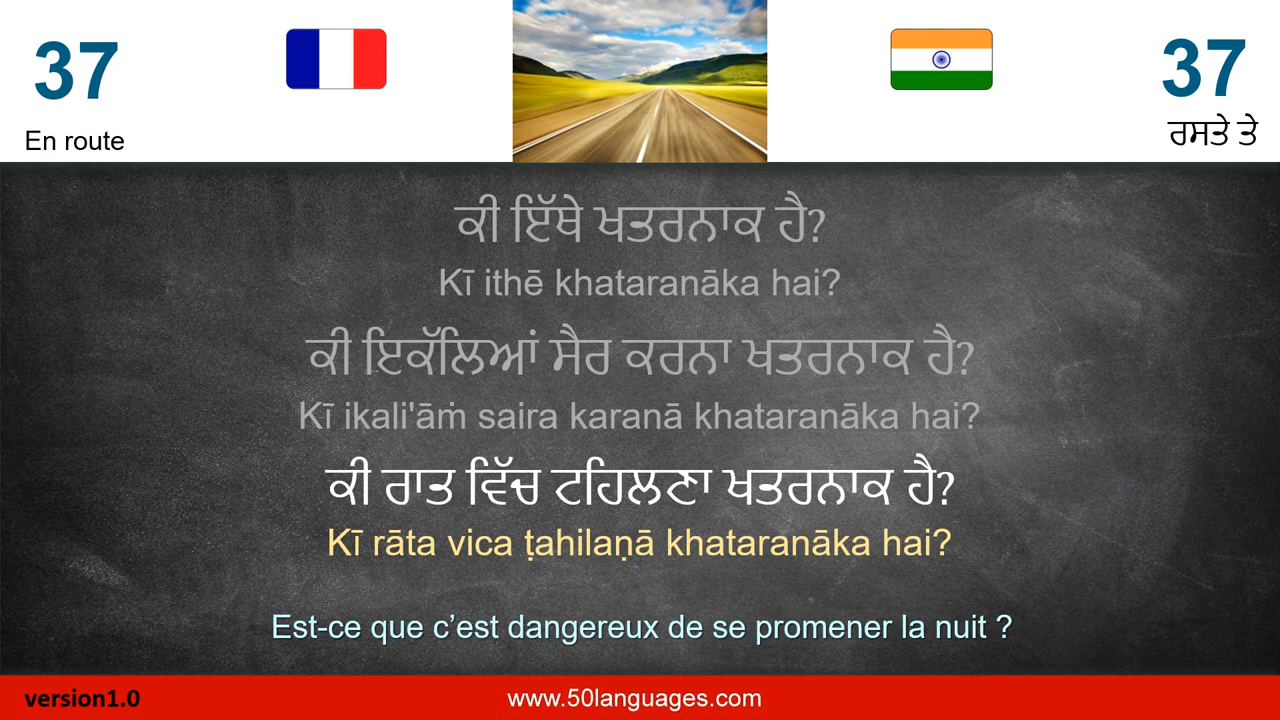 37
En route
37
ਰਸਤੇ ਤੇ
ਕੀ ਇੱਥੇ ਖਤਰਨਾਕ ਹੈ?
Kī ithē khataranāka hai?
ਕੀ ਇਕੱਲਿਆਂ ਸੈਰ ਕਰਨਾ ਖਤਰਨਾਕ ਹੈ?
Kī ikali'āṁ saira karanā khataranāka hai?
ਕੀ ਰਾਤ ਵਿੱਚ ਟਹਿਲਣਾ ਖਤਰਨਾਕ ਹੈ?
Kī rāta vica ṭahilaṇā khataranāka hai?
Est-ce que c’est dangereux de se promener la nuit ?
version1.0
www.50languages.com